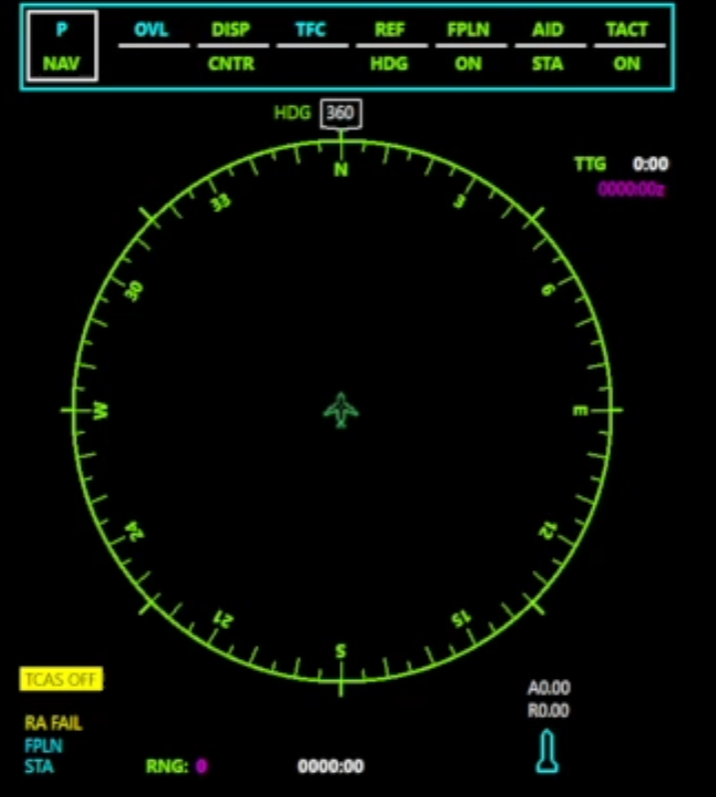 P OVL DISP TFC REF FPLN AID TACT
NAV CNTR HDG ON STA ON
HDG 360
TTG 0:00
0000:00z
N
33 3
30 6
W E
24 12
21 15
S
TCAS OFF
A0.00
R0.00
RA FAIL
FPLN
STA RNG: 0 0000:00